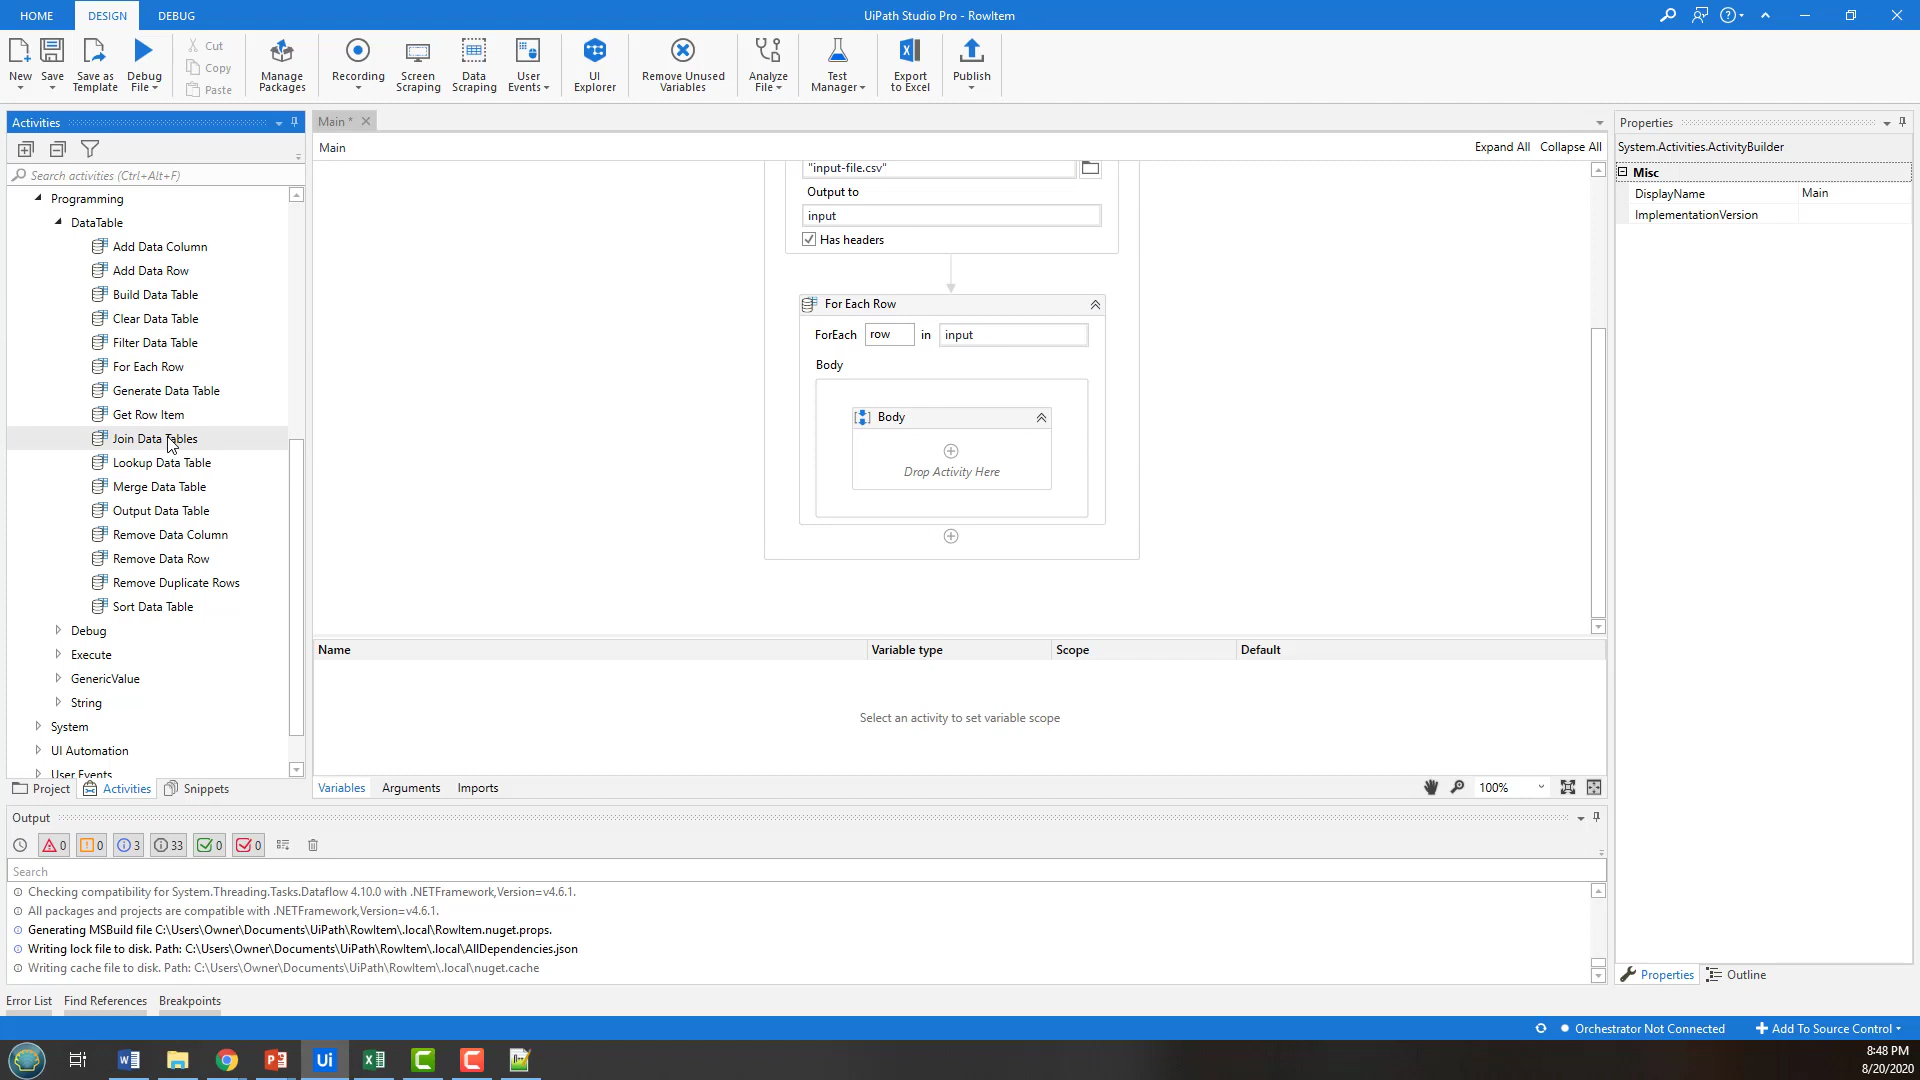 HOME DESIGN DEBUG UiPath Studio Pro - RowItem
New Save Save as Template Debug File Cut Copy Paste Manage Packages Recording Screen Scraping Data Scraping User Events UI Explorer Remove Unused Variables Analyze File Test Manager Export to Excel Publish
Activities
Search activities (Ctrl+Alt+F)
Programming
DataTable
Add Data Column
Add Data Row
Build Data Table
Clear Data Table
Filter Data Table
For Each Row
Generate Data Table
Get Row Item
Join Data Tables
Lookup Data Table
Merge Data Table
Output Data Table
Remove Data Column
Remove Data Row
Remove Duplicate Rows
Sort Data Table
Debug
Execute
GenericValue
String
System
UI Automation
User Events
Project Activities Snippets
Main *
Main Expand All Collapse All
"input-file.csv"
Output to
input
Has headers
For Each Row
ForEach row in input
Body
Body
Drop Activity Here
Name Variable type Scope Default
Select an activity to set variable scope
Variables Arguments Imports 100%
Properties
System.Activities.ActivityBuilder
Misc
DisplayName Main
ImplementationVersion
Properties Outline
Output
0 0 3 33 0 0
Search
Checking compatibility for System.Threading.Tasks.Dataflow 4.10.0 with .NETFramework,Version=v4.6.1.
All packages and projects are compatible with .NETFramework,Version=v4.6.1.
Generating MSBuild file C:\Users\Owner\Documents\UiPath\RowItem\.local\RowItem.nuget.props.
Writing lock file to disk. Path: C:\Users\Owner\Documents\UiPath\RowItem\.local\AllDependencies.json
Writing cache file to disk. Path: C:\Users\Owner\Documents\UiPath\RowItem\.local\nuget.cache
Error List Find References Breakpoints
Orchestrator Not Connected Add To Source Control
Ui
8:48 PM
8/20/2020